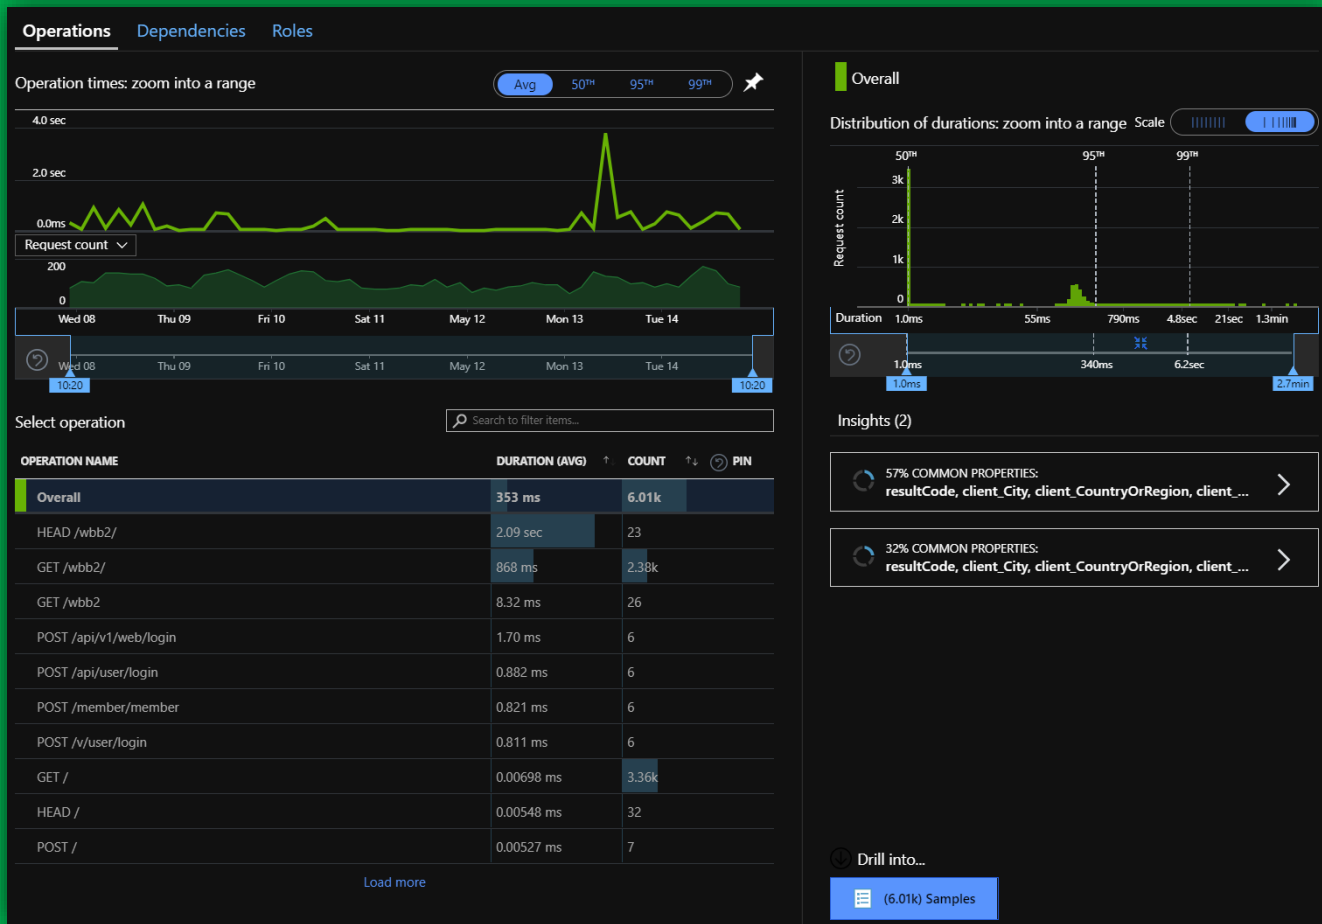 Operations Dependencies Roles
Operation times: zoom into a range
Avg 50TH 95TH 99TH
4.0 sec
2.0 sec
0.0ms
Request count
200
0
Wed 08 Thu 09 Fri 10 Sat 11 May 12 Mon 13 Tue 14
Wed 08 Thu 09 Fri 10 Sat 11 May 12 Mon 13 Tue 14
10:20 10:20
Select operation
Search to filter items...
OPERATION NAME DURATION (AVG) COUNT PIN
Overall 353 ms 6.01k
HEAD /wbb2/ 2.09 sec 23
GET /wbb2/ 868 ms 2.38k
GET /wbb2 8.32 ms 26
POST /api/v1/web/login 1.70 ms 6
POST /api/user/login 0.882 ms 6
POST /member/member 0.821 ms 6
POST /v/user/login 0.811 ms 6
GET / 0.00698 ms 3.36k
HEAD / 0.00548 ms 32
POST / 0.00527 ms 7
Load more
Overall
Distribution of durations: zoom into a range Scale
50TH 95TH 99TH
Request count
3k
2k
1k
0
Duration 1.0ms 55ms 790ms 4.8sec 21sec 1.3min
1.0ms 340ms 6.2sec
1.0ms 2.7min
Insights (2)
57% COMMON PROPERTIES:
resultCode, client_City, client_CountryOrRegion, client_...
32% COMMON PROPERTIES:
resultCode, client_City, client_CountryOrRegion, client_...
Drill into...
(6.01k) Samples